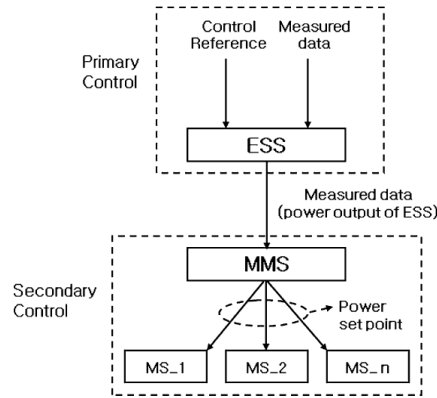 Control
Reference
Measured
data
Primary
Control
ESS
Measured data
(power output of ESS)
MMS
Secondary
Control
Power
set point
MS_1
MS_2
MS_n